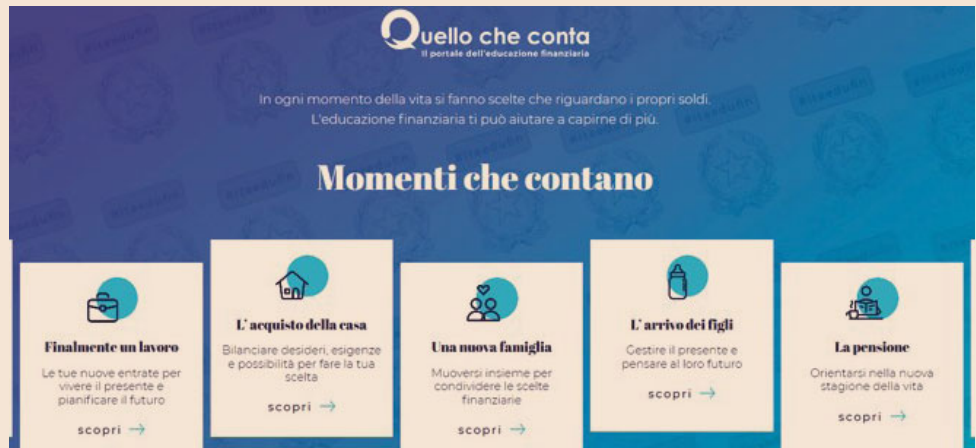 Quello che conta
Il portale dell'educazione finanziaria
In ogni momento della vita si fanno scelte che riguardano i propri soldi.
L'educazione finanziaria ti può aiutare a capirne di più.
Momenti che contano
Finalmente un lavoro
Le tue nuove entrate per
vivere il presente e
pianificare il futuro
scopri →
L' acquisto della casa
Bilanciare desideri, esigenze
e possibilità per fare la tua
scelta
scopri →
Una nuova famiglia
Muoversi insieme per
condividere le scelte
finanziarie
scopri →
L' arrivo dei figli
Gestire il presente e
pensare al loro futuro
scopri →
La pensione
Orientarsi nella nuova
stagione della vita
scopri →